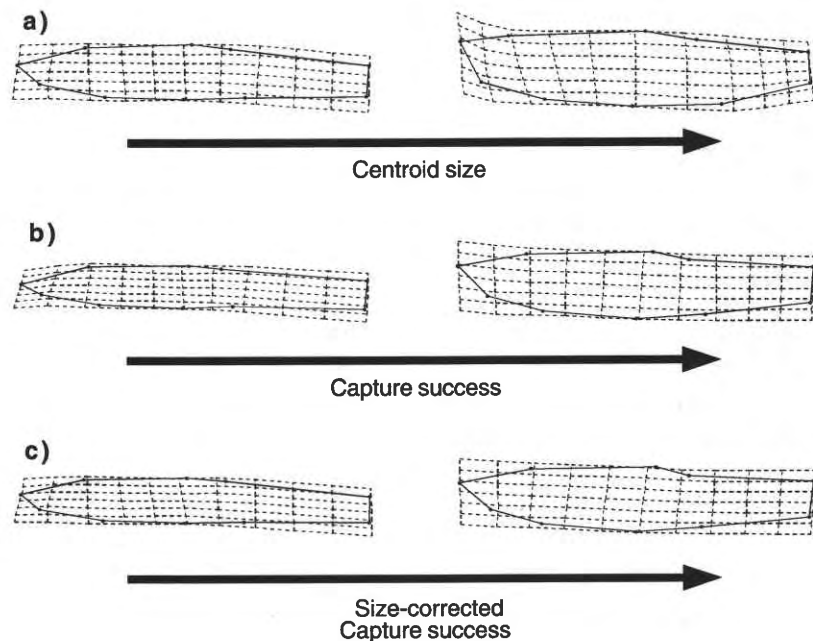 a)
Centroid size
b)
Capture success
c)
Size-corrected
Capture success